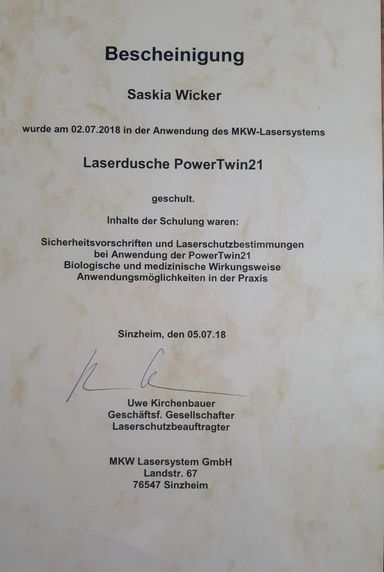 Bescheinigung
Saskia Wicker
wurde am 02.07.2018 in der Anwendung des MKW-Lasersystems
Laserdusche PowerTwin21
geschult.
Inhalte der Schulung waren:
Sicherheitsvorschriften und Laserschutzbestimmungen
bei Anwendung der PowerTwin21
Biologische und medizinische Wirkungsweise
Anwendungsmöglichkeiten in der Praxis
Sinzheim, den 05.07.18
Uwe Kirchenbauer
Geschäftsf. Gesellschafter
Laserschutzbeauftragter
MKW Lasersystem GmbH
Landstr. 67
76547 Sinzheim